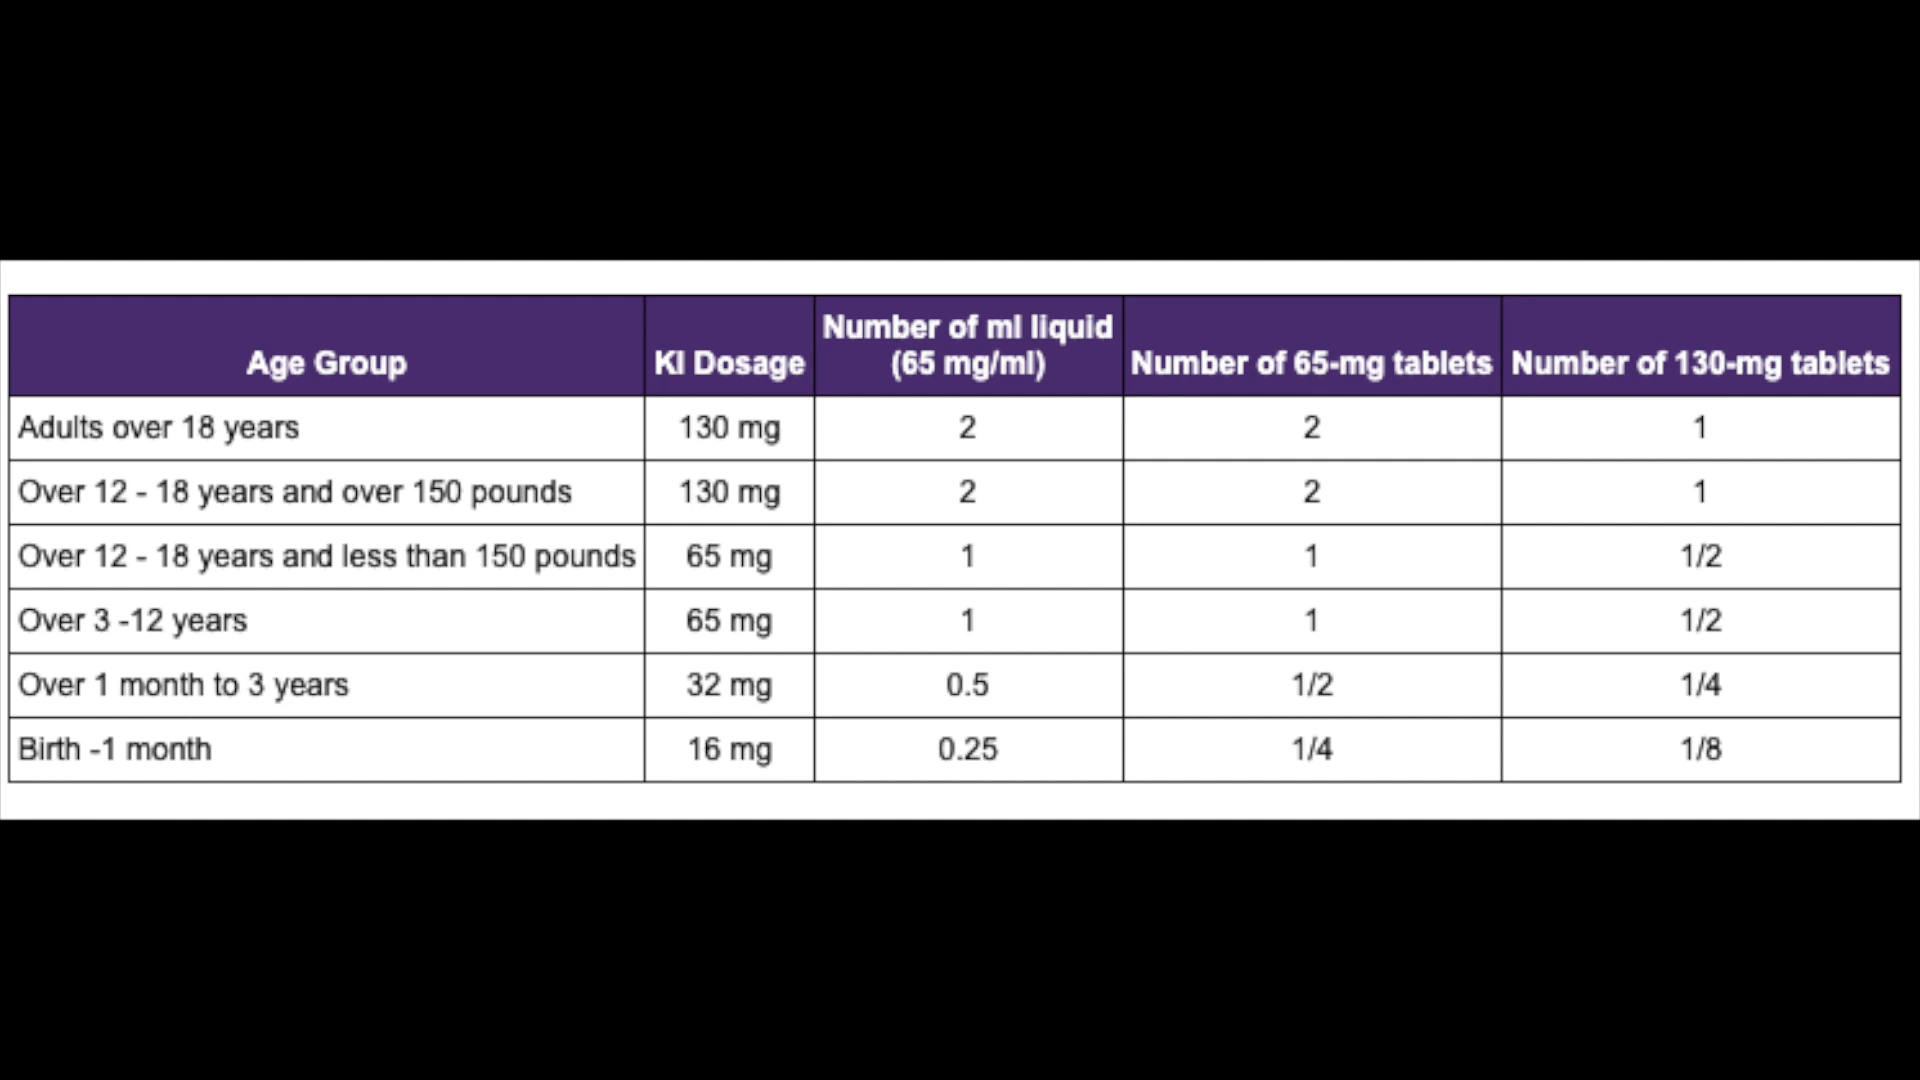 Age Group KI Dosage Number of ml liquid (65 mg/ml) Number of 65-mg tablets Number of 130-mg tablets
Adults over 18 years 130 mg 2 2 1
Over 12 - 18 years and over 150 pounds 130 mg 2 2 1
Over 12 - 18 years and less than 150 pounds 65 mg 1 1 1/2
Over 3 -12 years 65 mg 1 1 1/2
Over 1 month to 3 years 32 mg 0.5 1/2 1/4
Birth -1 month 16 mg 0.25 1/4 1/8